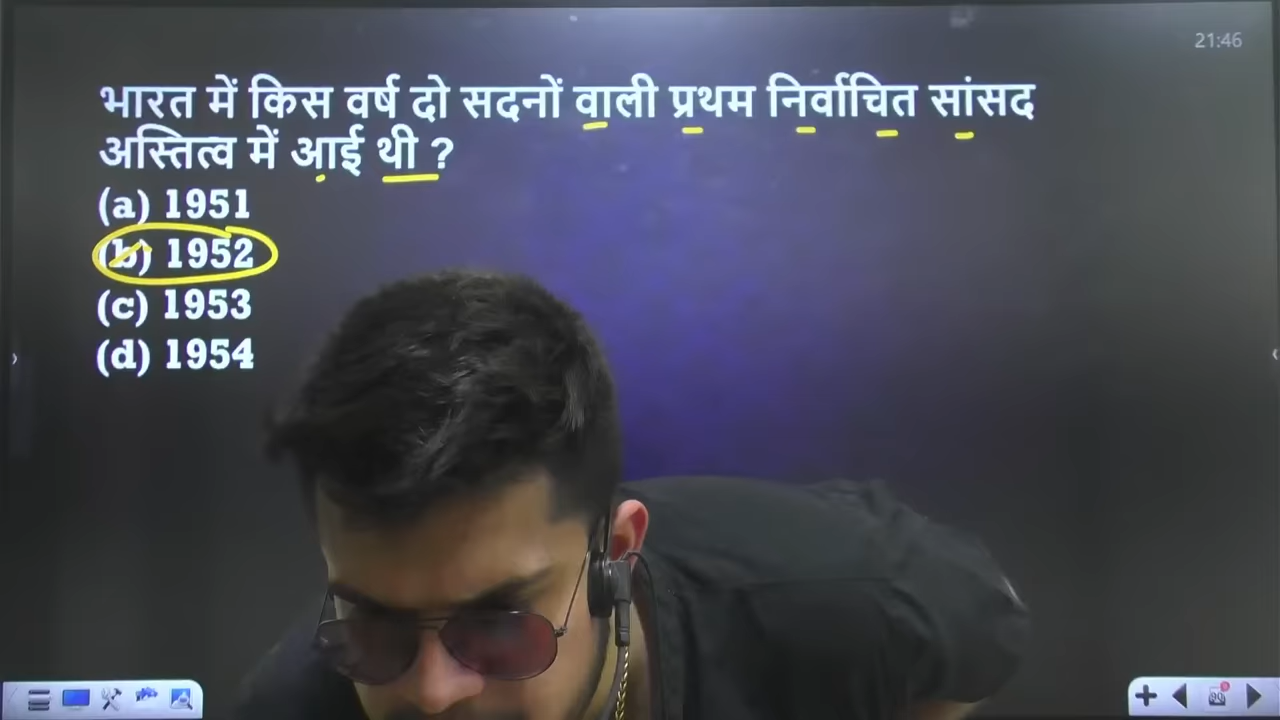 21:46
भारत में किस वर्ष दो सदनों वाली प्रथम निर्वाचित सांसद
अस्तित्व में आई थी ?
(a) 1951
(b) 1952
(c) 1953
(d) 1954